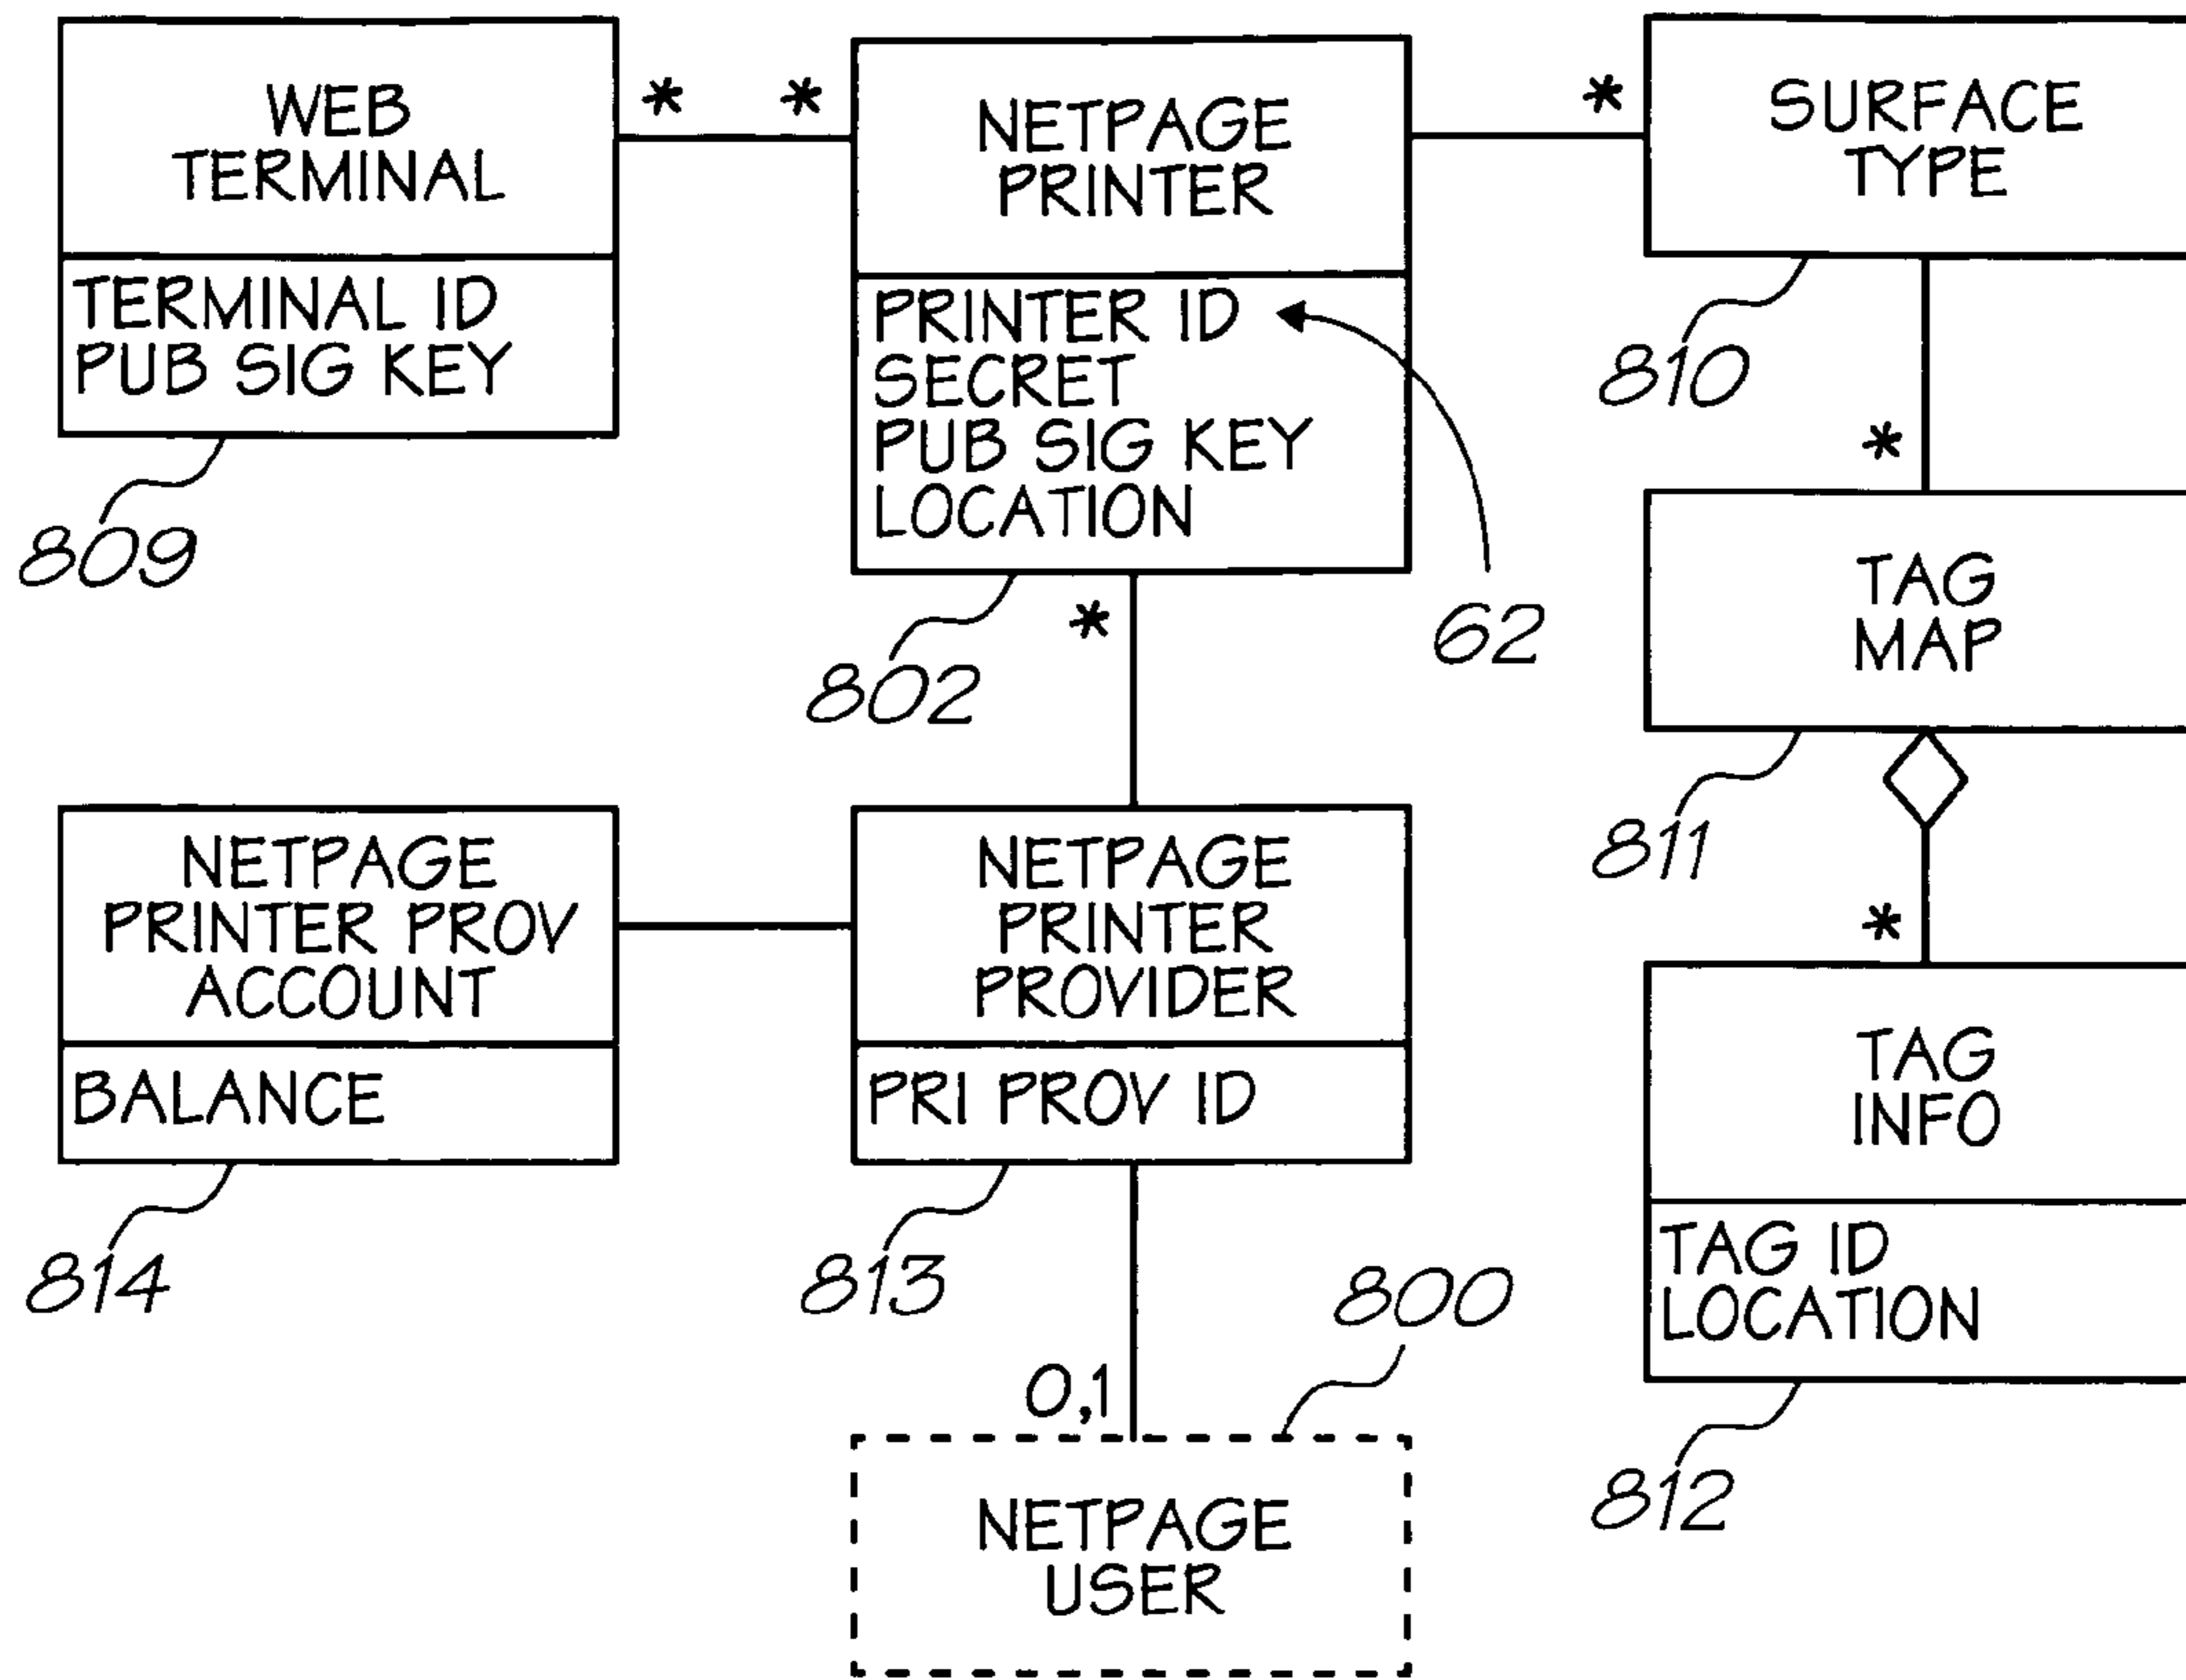 WEB
TERMINAL
TERMINAL ID
PUB SIG KEY
809
*
*
NETPAGE
PRINTER
PRINTER ID
SECRET
PUB SIG KEY
LOCATION
62
802
*
*
SURFACE
TYPE
810
*
TAG
MAP
811
*
TAG
INFO
TAG ID
LOCATION
812
NETPAGE
PRINTER PROV
ACCOUNT
BALANCE
814
NETPAGE
PRINTER
PROVIDER
PRI PROV ID
813
800
0,1
NETPAGE
USER